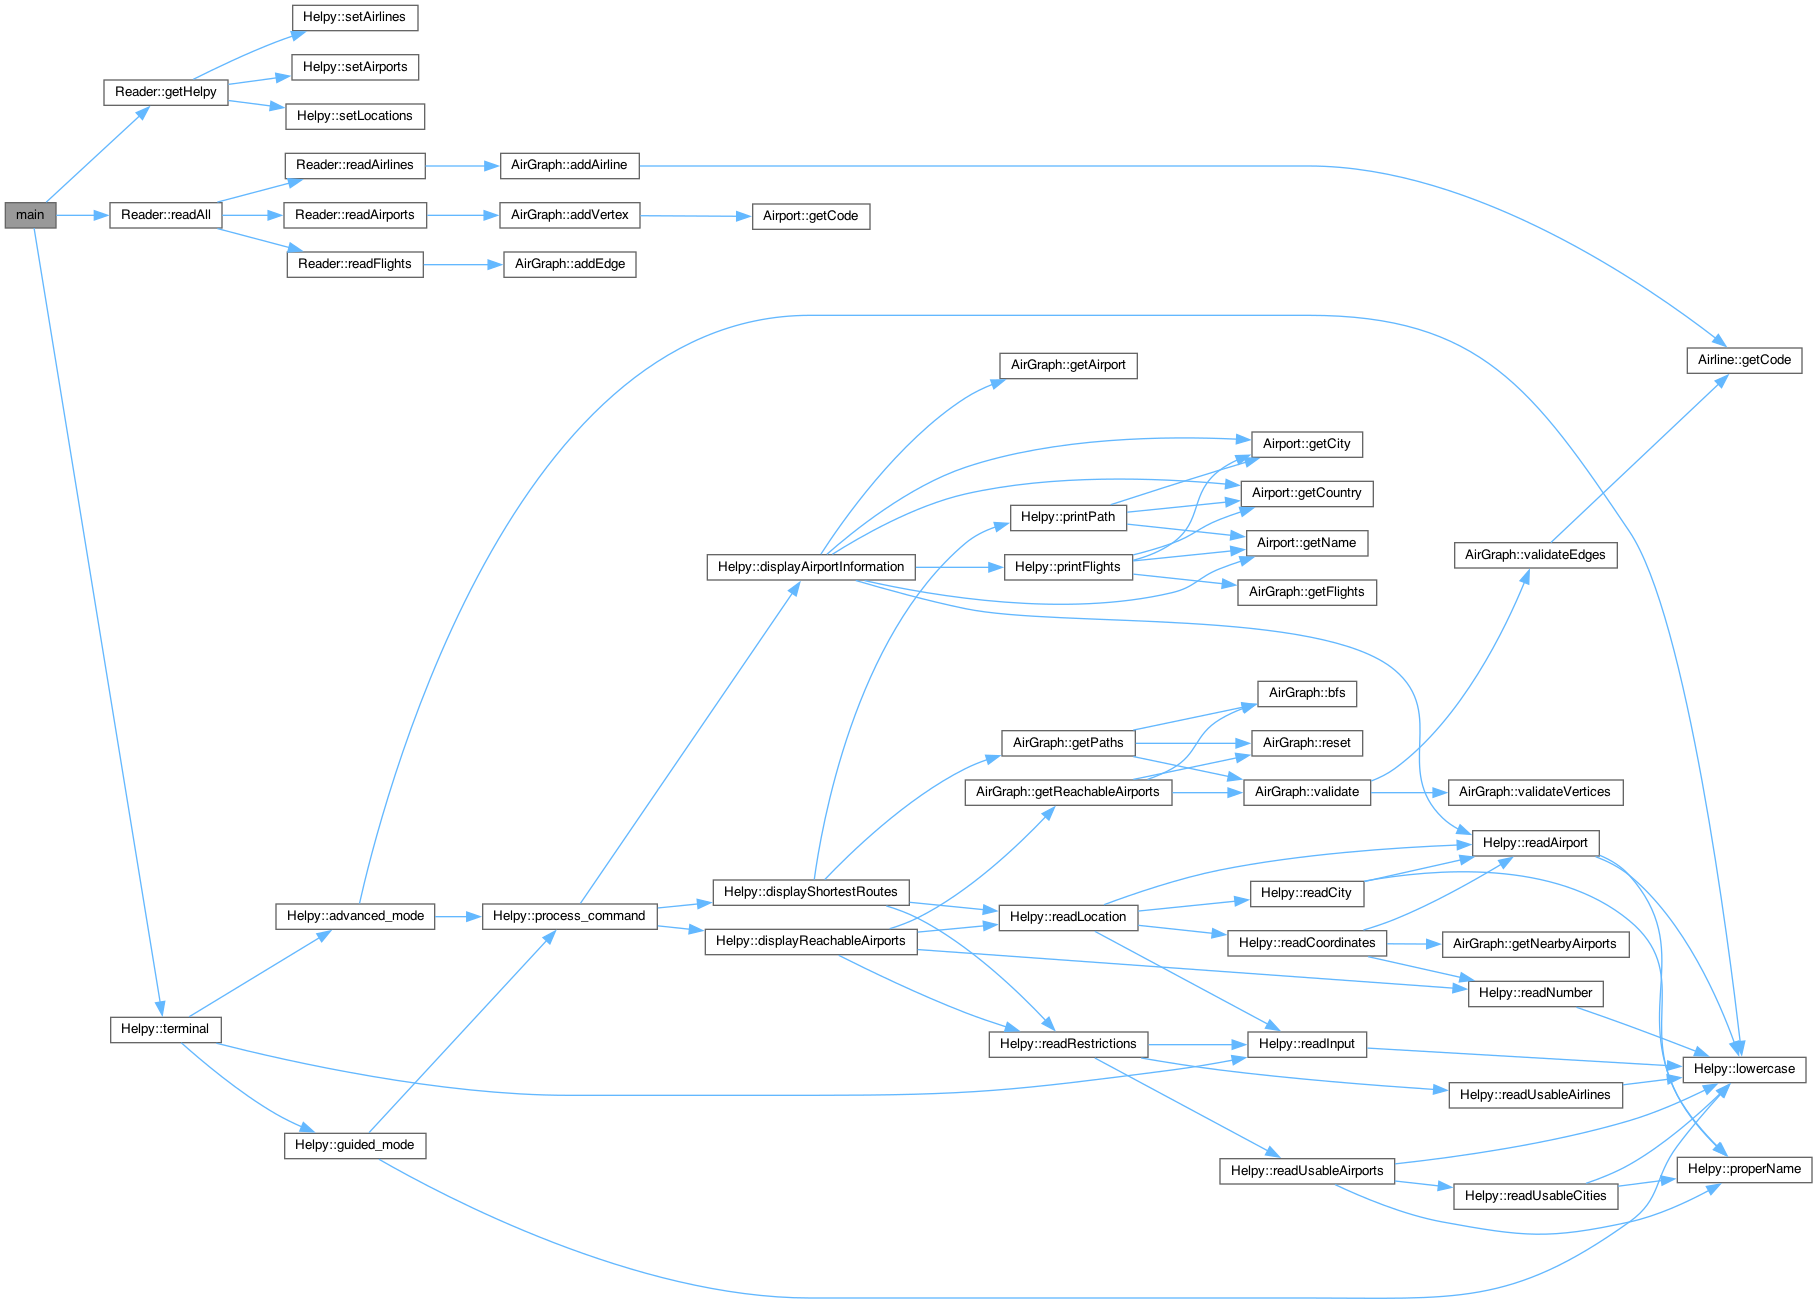 Helpy::setAirlines
Helpy::setAirports
Reader::getHelpy
Helpy::setLocations
Reader::readAirlines
AirGraph::addAirline
main
Reader::readAll
Reader::readAirports
AirGraph::addVertex
Airport::getCode
Reader::readFlights
AirGraph::addEdge
Airline::getCode
AirGraph::getAirport
Airport::getCity
Airport::getCountry
Helpy::printPath
Airport::getName
AirGraph::validateEdges
Helpy::displayAirportInformation
Helpy::printFlights
AirGraph::getFlights
AirGraph::bfs
AirGraph::getPaths
AirGraph::reset
AirGraph::getReachableAirports
AirGraph::validate
AirGraph::validateVertices
Helpy::readAirport
Helpy::displayShortestRoutes
Helpy::readCity
Helpy::advanced_mode
Helpy::process_command
Helpy::readLocation
Helpy::displayReachableAirports
Helpy::readCoordinates
AirGraph::getNearbyAirports
Helpy::readNumber
Helpy::terminal
Helpy::readRestrictions
Helpy::readInput
Helpy::lowercase
Helpy::readUsableAirlines
Helpy::guided_mode
Helpy::readUsableAirports
Helpy::properName
Helpy::readUsableCities